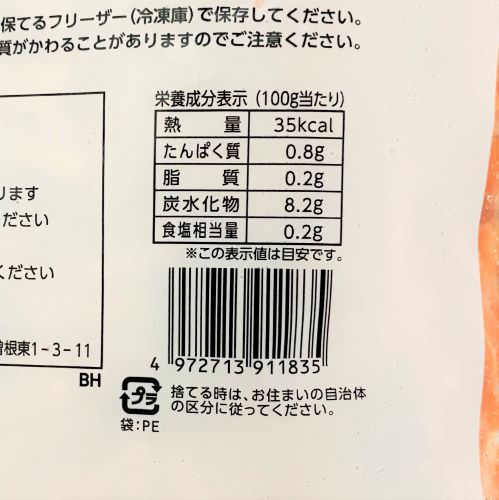 保てるフリーザー(冷凍庫)で保存してください。
質がかわることがありますのでご注意ください。
栄養成分表示(100g当たり)
熱量 35kcal
たんぱく質 0.8g
脂質 0.2g
炭水化物 8.2g
食塩相当量 0.2g
※この表示値は目安です。
ります
ださい
ください
曽根東1-3-11
BH
4 972713 911835
プラ
袋:PE
捨てる時は、お住まいの自治体
の区分に従ってください。